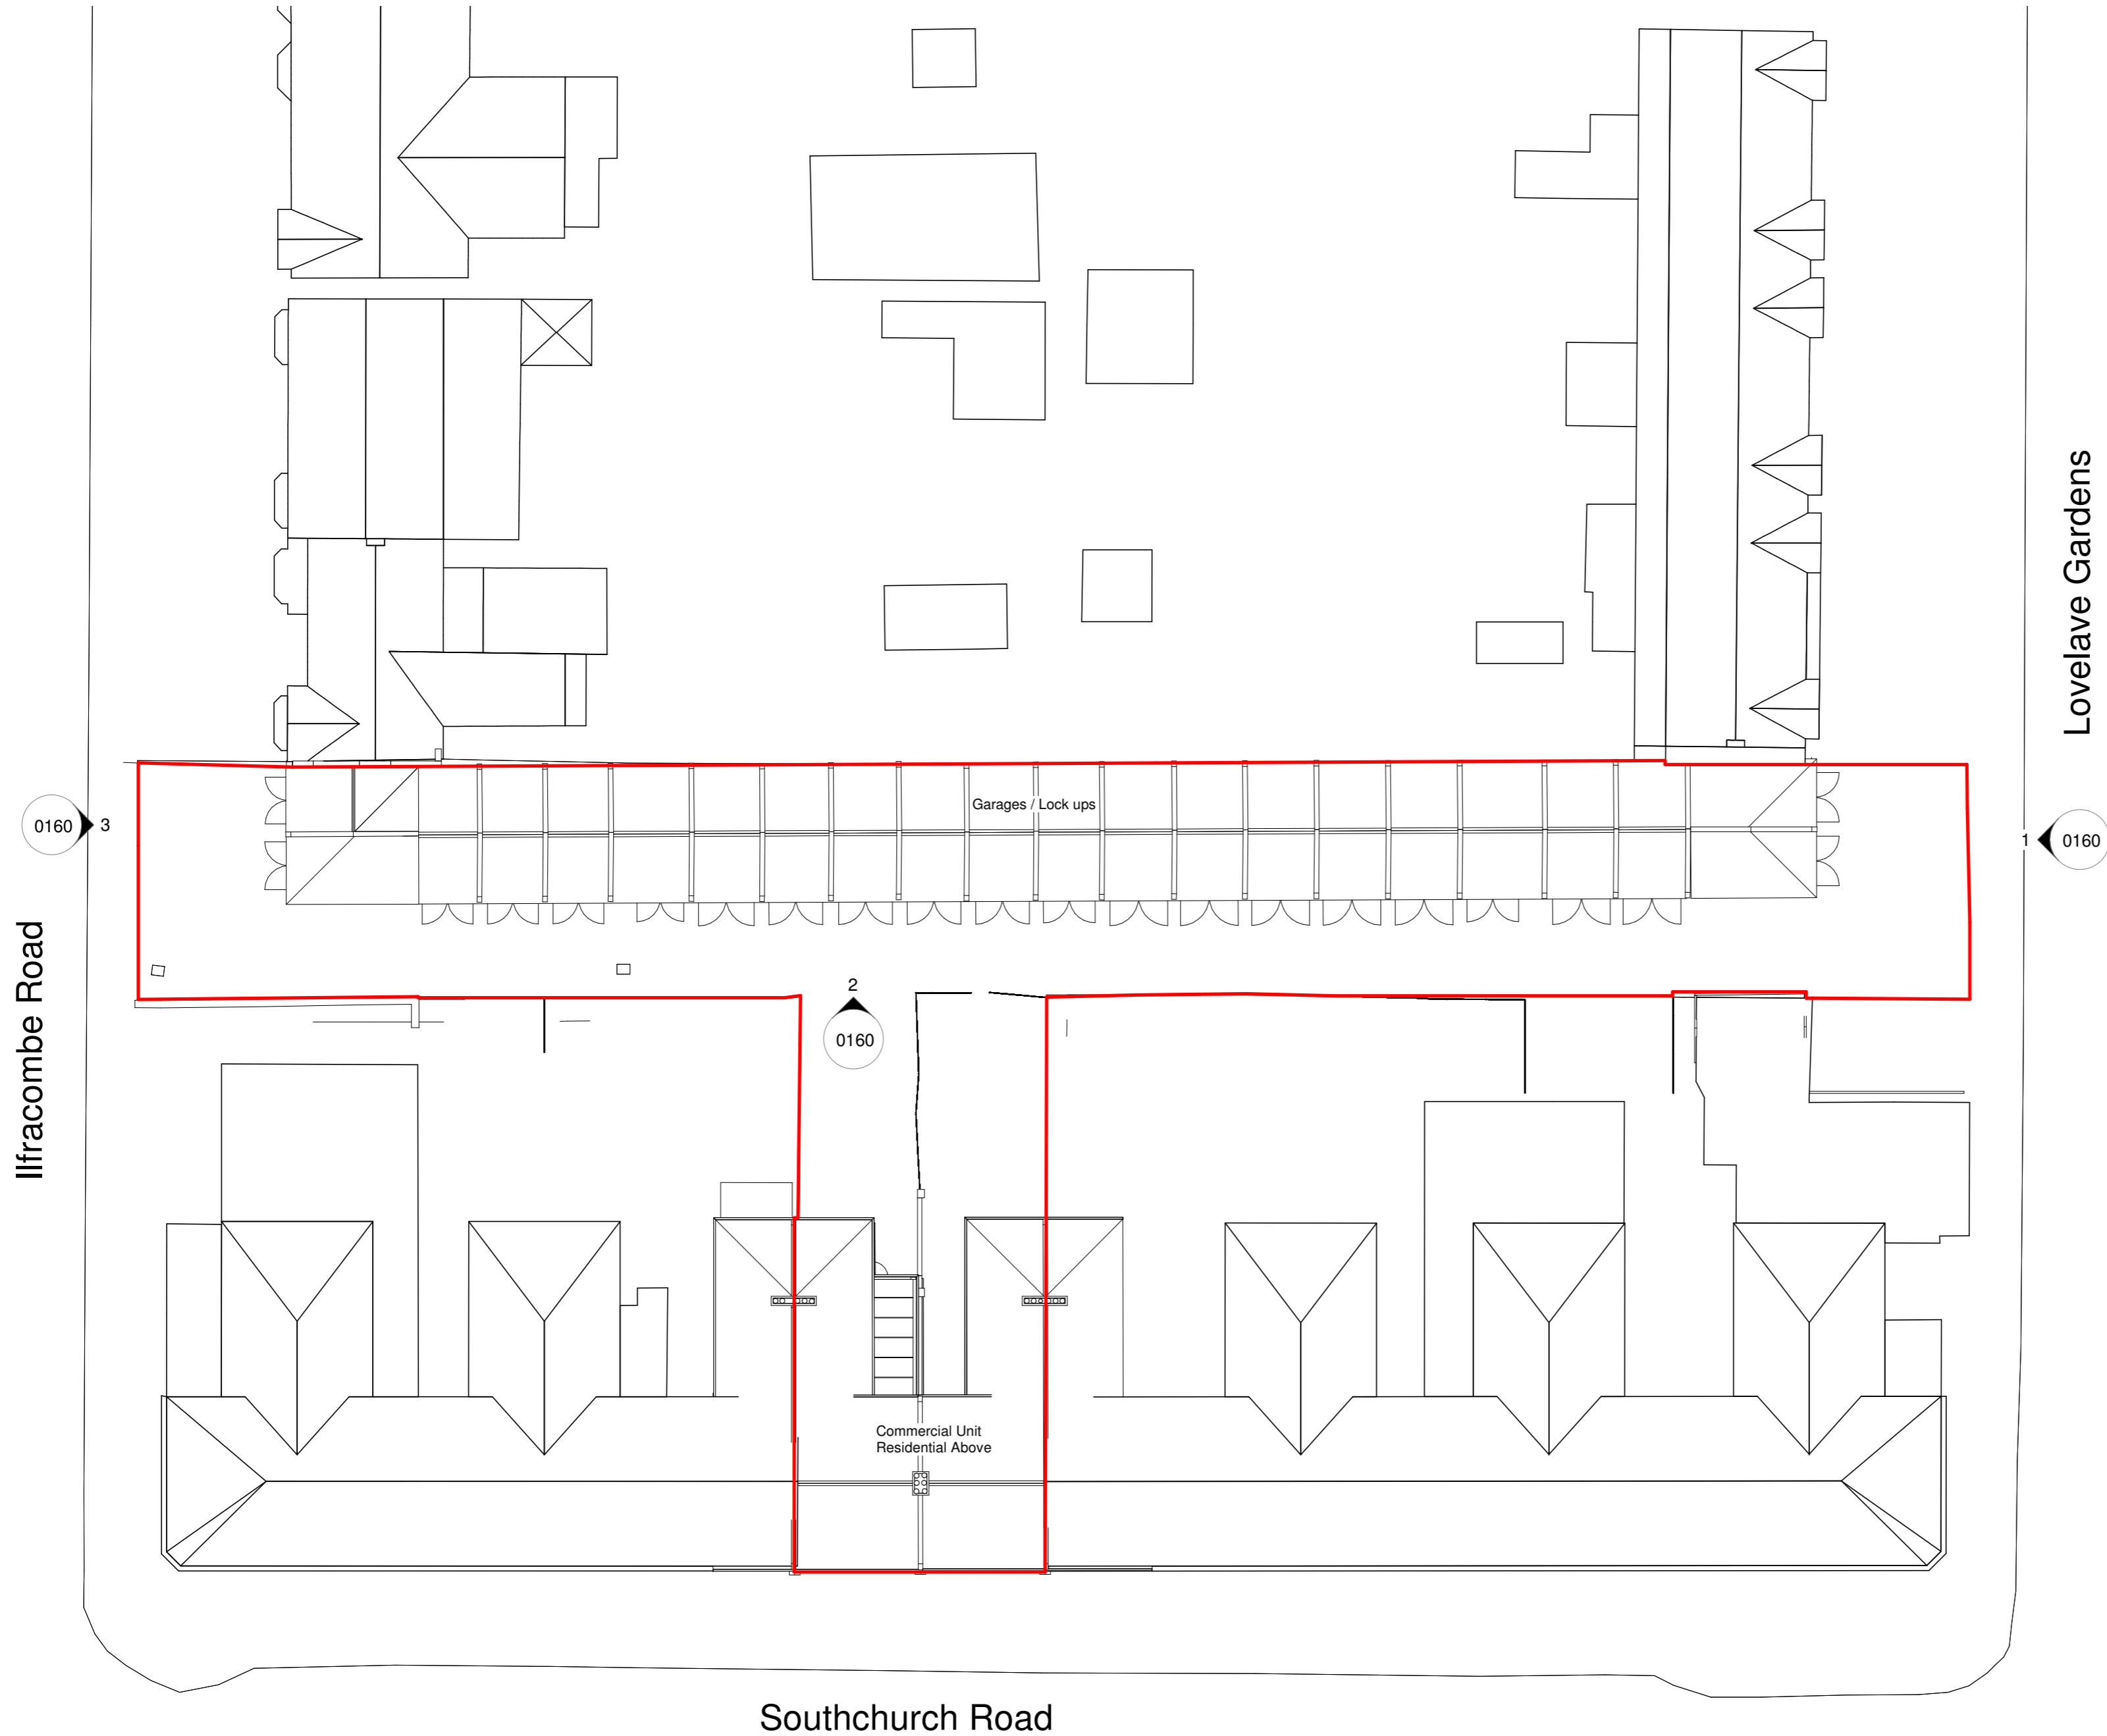 Lovelave Gardens
Garages / Lock ups
0160
3
1
0160
Ilfracombe Road
2
0160
Commercial Unit
Residential Above
Southchurch Road